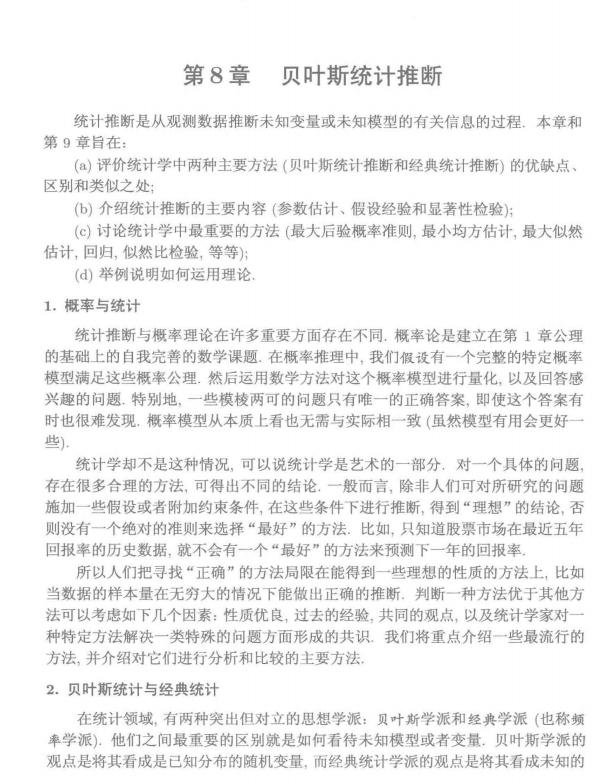 第 8 章 贝叶斯统计推断
统计推断是从观测数据推断未知变量或未知模型的有关信息的过程. 本章和
第 9 章旨在:
(a) 评价统计学中两种主要方法 (贝叶斯统计推断和经典统计推断) 的优缺点、
区别和类似之处;
(b) 介绍统计推断的主要内容 (参数估计、假设经验和显著性检验);
(c) 讨论统计学中最重要的方法 (最大后验概率准则, 最小均方估计, 最大似然
估计, 回归, 似然比检验, 等等);
(d) 举例说明如何运用理论.
1. 概率与统计
统计推断与概率理论在许多重要方面存在不同. 概率论是建立在第 1 章公理
的基础上的自我完善的数学课题. 在概率推理中, 我们假设有一个完整的特定概率
模型满足这些概率公理. 然后运用数学方法对这个概率模型进行量化, 以及回答感
兴趣的问题. 特别地, 一些模棱两可的问题只有唯一的正确答案, 即使这个答案有
时也很难发现. 概率模型从本质上看也无需与实际相一致 (虽然模型有用会更好一
些).
统计学却不是这种情况, 可以说统计学是艺术的一部分. 对一个具体的问题,
存在很多合理的方法, 可得出不同的结论. 一般而言, 除非人们可对所研究的问题
施加一些假设或者附加约束条件, 在这些条件下进行推断, 得到“理想”的结论, 否
则没有一个绝对的准则来选择“最好”的方法. 比如, 只知道股票市场在最近五年
回报率的历史数据, 就不会有一个“最好”的方法来预测下一年的回报率.
所以人们把寻找“正确”的方法局限在能得到一些理想的性质的方法上, 比如
当数据的样本量在无穷大的情况下能做出正确的推断. 判断一种方法优于其他方
法可以考虑如下几个因素: 性质优良, 过去的经验, 共同的观点, 以及统计学家对一
种特定方法解决一类特殊的问题方面形成的共识. 我们将重点介绍一些最流行的
方法, 并介绍对它们进行分析和比较的主要方法.
2. 贝叶斯统计与经典统计
在统计领域, 有两种突出但对立的思想学派: 贝叶斯学派和经典学派 (也称频
率学派). 他们之间最重要的区别就是如何看待未知模型或者变量. 贝叶斯学派的
观点是将其看成是已知分布的随机变量, 而经典统计学派的观点是将其看成未知的